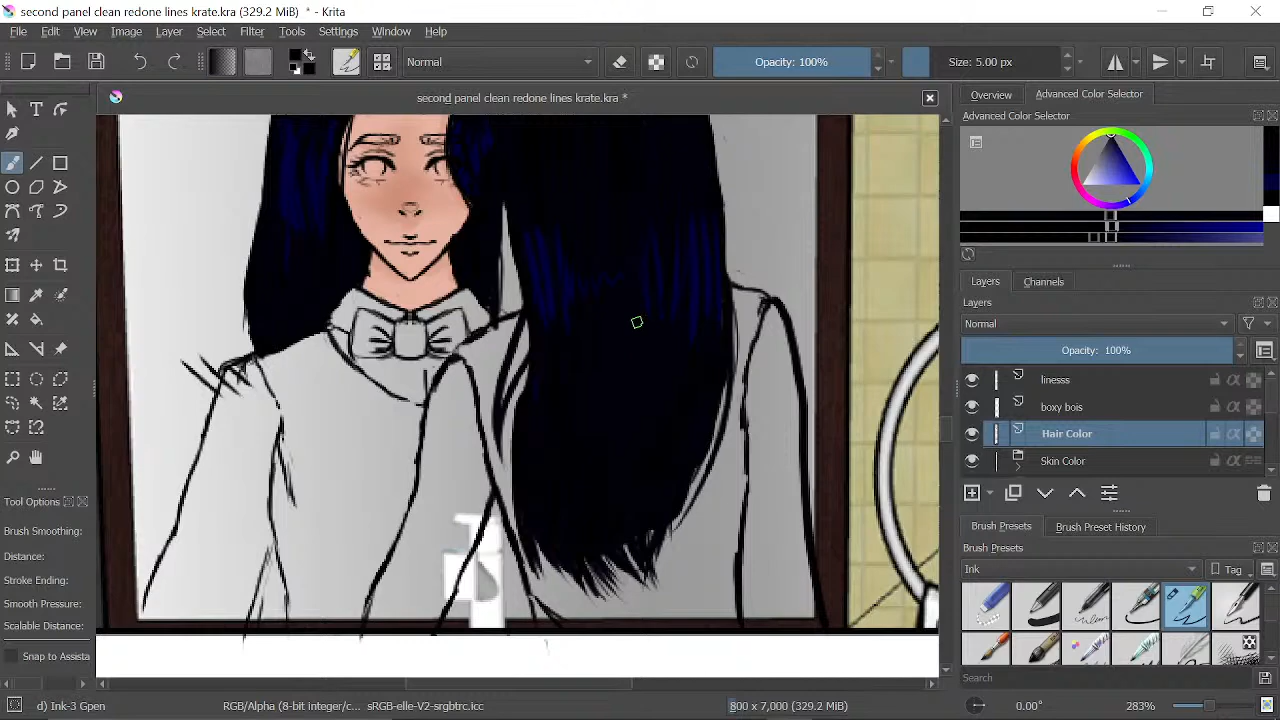 second panel clean redone lines krate.kra (329.2 MiB) * - Krita
File Edit View Image Layer Select Filter Tools Settings Window Help
Normal Opacity: 100% Size: 5.00 px
second panel clean redone lines krate.kra *
Overview Advanced Color Selector
Advanced Color Selector
Layers Channels
Layers
Normal
Opacity: 100%
linesss
boxy bois
Hair Color
Skin Color
Tool Options
Brush Smoothing:
Distance:
Stroke Ending:
Smooth Pressure:
Scalable Distance:
Snap to Assista
Brush Presets Brush Preset History
Brush Presets
Ink Tag
Search
d) Ink-3 Gpen RGB/Alpha (8-bit integer/c... sRGB-elle-V2-srgbtrc.icc 800 x 7,000 (329.2 MiB) 0.00° 283%